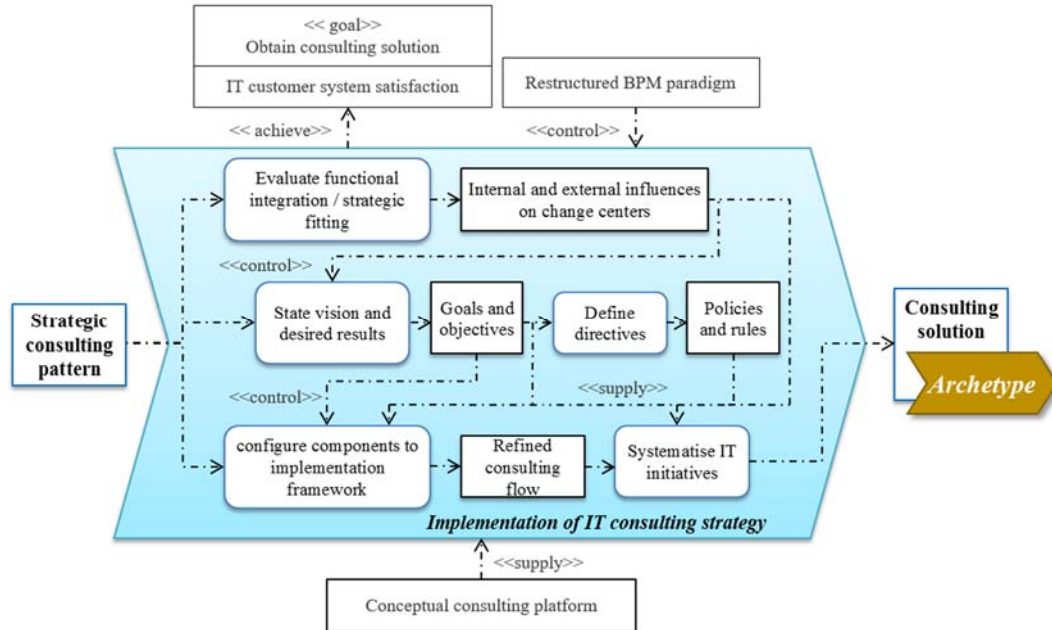 << goal>>
Obtain consulting solution
IT customer system satisfaction
Restructured BPM paradigm
<< achieve>>
<<control>>
Evaluate functional
integration / strategic
fitting
Internal and external influences
on change centers
<<control>>
Strategic
consulting
pattern
State vision and
desired results
Goals and
objectives
Define
directives
Policies
and rules
Consulting
solution
Archetype
<<control>>
<<supply>>
configure components to
implementation
framework
Refined
consulting
flow
Systematise IT
initiatives
Implementation of IT consulting strategy
<<supply>>
Conceptual consulting platform